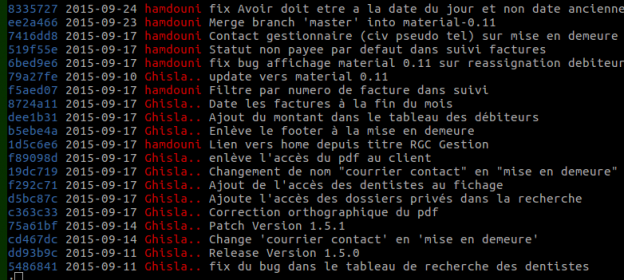 8335727 2015-09-24 hamdouni fix Avoir doit etre a la date du jour et non date ancienne
ee2a466 2015-09-23 hamdouni Merge branch 'master' into material-0.11
7416dd8 2015-09-17 hamdouni Contact gestionnaire (civ pseudo tel) sur mise en demeure
519f55e 2015-09-17 hamdouni Statut non payee par defaut dans suivi factures
6bed9e6 2015-09-17 hamdouni fix bug affichage material 0.11 sur reassignation debiteur
79a27fe 2015-09-10 Ghisla.. update vers material 0.11
f5aed07 2015-09-17 hamdouni Filtre par numero de facture dans suivi
8724a11 2015-09-17 Ghisla.. Date les factures à la fin du mois
dee1b31 2015-09-17 Ghisla.. Ajout du montant dans le tableau des débiteurs
b5ebe4a 2015-09-17 Ghisla.. Enlève le footer à la mise en demeure
1d5c6e6 2015-09-17 hamdouni Lien vers home depuis titre RGC Gestion
f89098d 2015-09-17 Ghisla.. enlève l'accès du pdf au client
19dc719 2015-09-17 Ghisla.. Changement de nom "courrier contact" en "mise en demeure"
f292c71 2015-09-17 Ghisla.. Ajout de l'accès des dentistes au fichage
d5bc87c 2015-09-17 Ghisla.. Ajoute l'accès des dossiers privés dans la recherche
c363c33 2015-09-14 Ghisla.. Correction orthographique du pdf
75a61bf 2015-09-14 Ghisla.. Patch Version 1.5.1
cd467dc 2015-09-14 Ghisla.. Change 'courrier contact' en 'mise en demeure'
dd93b9c 2015-09-11 Ghisla.. Release Version 1.5.0
5486841 2015-09-11 Ghisla.. fix du bug dans le tableau de recherche des dentistes
: